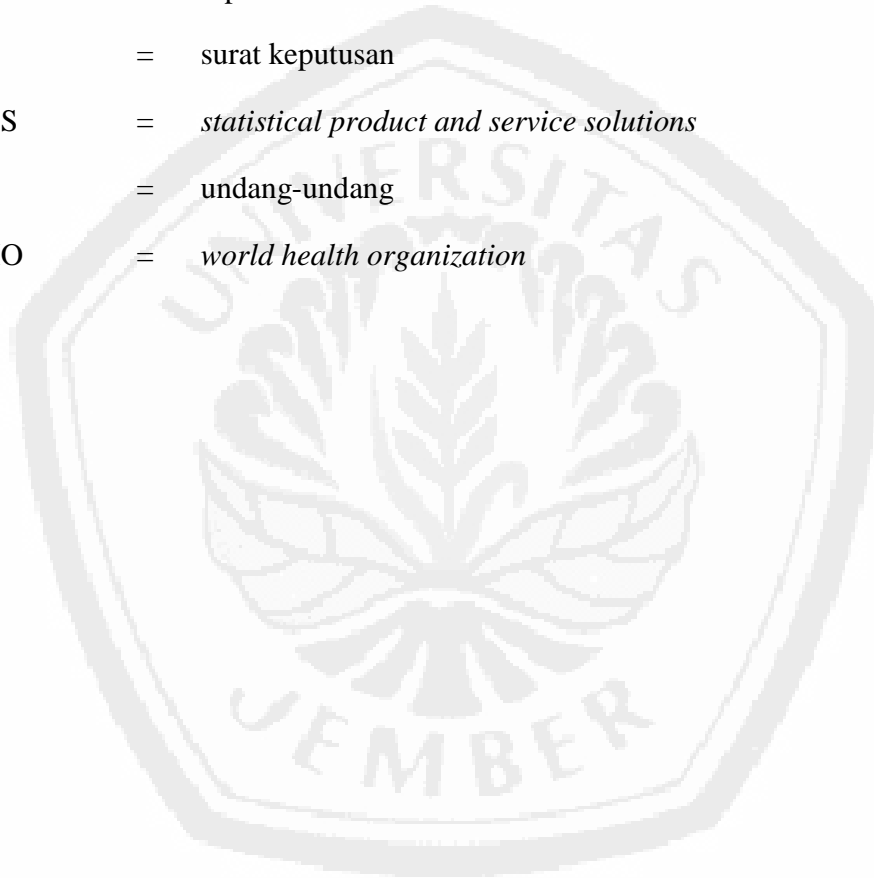 = surat keputusan
S = statistical product and service solutions
= undang-undang
O = world health organization
UNIVERSITAS
JEMBER